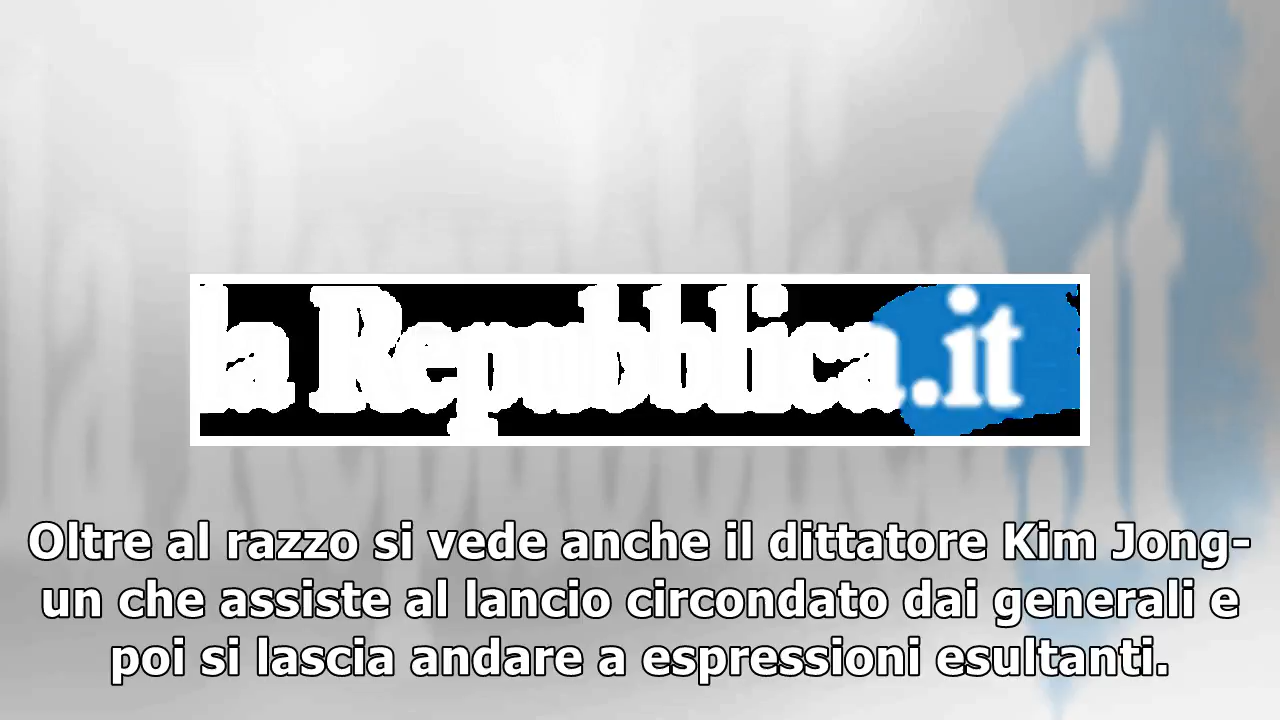 la Repubblica.it
Oltre al razzo si vede anche il dittatore Kim Jong-
un che assiste al lancio circondato dai generali e
poi si lascia andare a espressioni esultanti.